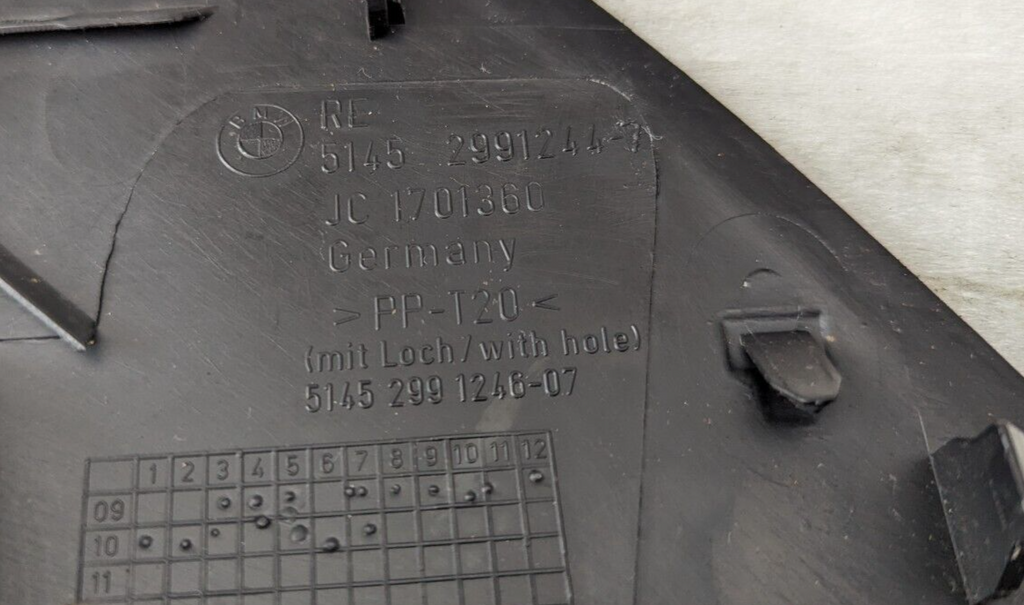 BMW
RE
5145 2991244-7
JC 1701360
Germany
>PP-T20<
(mit Loch/with hole)
5145 299 1246-07
1 2 3 4 5 6 7 8 9 10 11 12
09
10
11